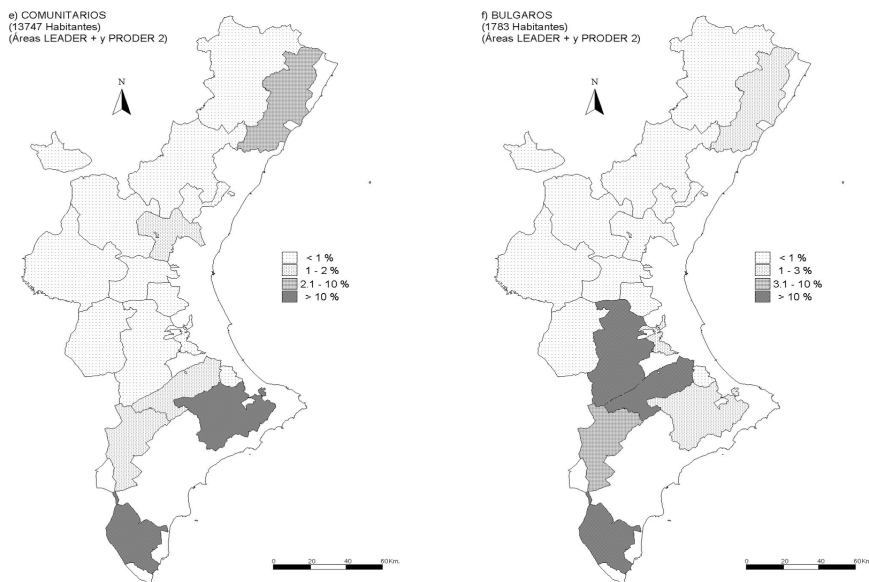 e) COMUNITARIOS
(13747 Habitantes)
(Áreas LEADER + y PRODER 2)
N
< 1 %
1 - 2 %
2.1 - 10 %
> 10 %
0 20 40 60Km.
f) BULGAROS
(1783 Habitantes)
(Áreas LEADER + y PRODER 2)
N
< 1 %
1 - 3 %
3.1 - 10 %
> 10 %
0 20 40 60Km.